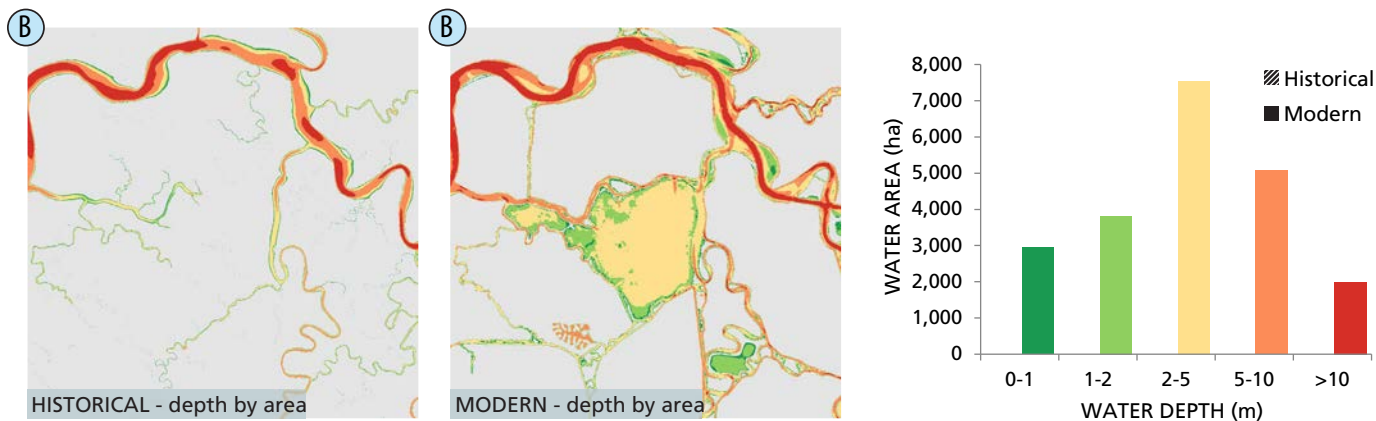 B
HISTORICAL - depth by area
B
MODERN - depth by area
WATER AREA (ha)
8,000
7,000
6,000
5,000
4,000
3,000
2,000
1,000
0
Historical
Modern
0-1 1-2 2-5 5-10 >10
WATER DEPTH (m)